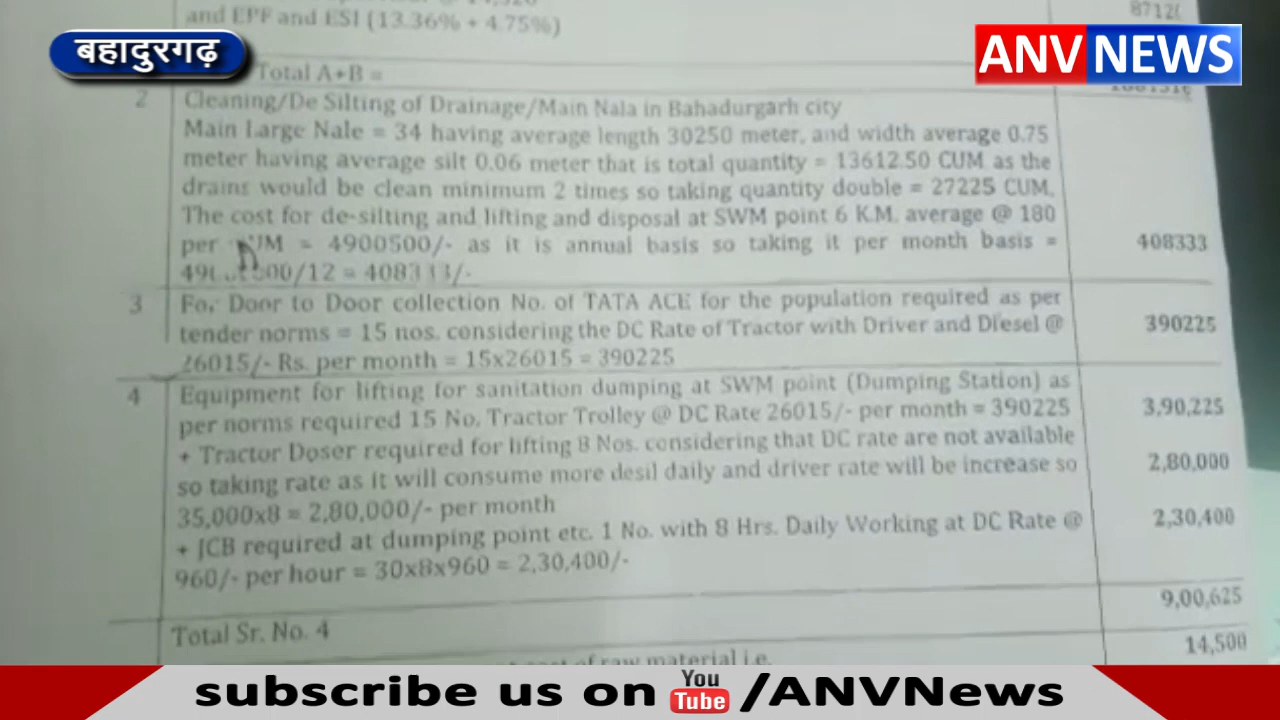 and EPF and ESI (13.36% + 4.75%)
बहादुरगढ़
ANV NEWS
Total A+B =
2 Cleaning/De Silting of Drainage/Main Nala in Bahadurgarh city
Main Large Nale = 34 having average length 30250 meter, and width average 0.75
meter having average silt 0.06 meter that is total quantity = 13612.50 CUM as the
drains would be clean minimum 2 times so taking quantity double = 27225 CUM.
The cost for de-silting and lifting and disposal at SWM point 6 K.M. average @ 180
per = 4900500/- as it is annual basis so taking it per month basis = 408333
/12 = 408333/-
3 For Door to Door collection No. of TATA ACE for the population required as per
tender norms = 15 nos. considering the DC Rate of Tractor with Driver and Diesel @ 390225
26015/- Rs. per month = 15x26015 = 390225
4 Equipment for lifting for sanitation dumping at SWM point (Dumping Station) as
per norms required 15 No. Tractor Trolley @ DC Rate 26015/- per month = 390225 3,90,225
+ Tractor Doser required for lifting 8 Nos. considering that DC rate are not available
so taking rate as it will consume more desil daily and driver rate will be increase so 2,80,000
35,000x8 = 2,80,000/- per month
+ JCB required at dumping point etc. 1 No. with 8 Hrs. Daily Working at DC Rate @ 2,30,400
960/- per hour = 30x8x960 = 2,30,400/-
Total Sr. No. 4 9,00,625
14,500
of raw material i.e.
subscribe us on YouTube/ANVNews